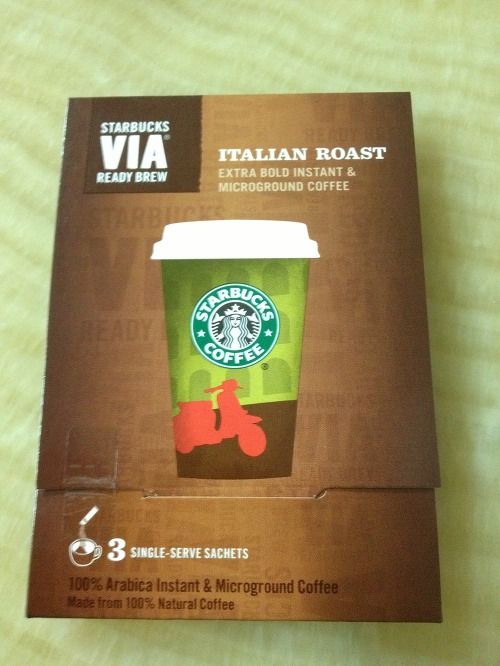 STARBUCKS
VIA®
READY BREW
ITALIAN ROAST
EXTRA BOLD INSTANT &
MICROGROUND COFFEE
STARBUCKS
COFFEE
®
3 SINGLE-SERVE SACHETS
100% Arabica Instant & Microground Coffee
Made from 100% Natural Coffee